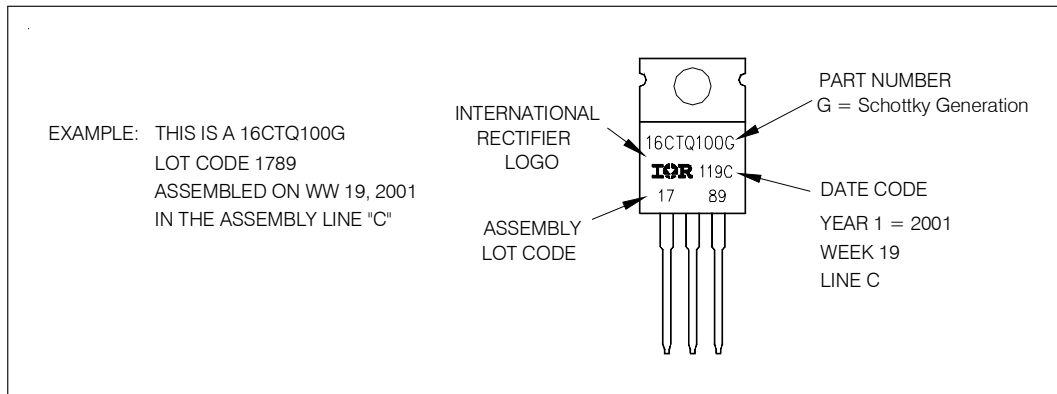 EXAMPLE: THIS IS A 16CTQ100G
LOT CODE 1789
ASSEMBLED ON WW 19, 2001
IN THE ASSEMBLY LINE "C"
INTERNATIONAL
RECTIFIER
LOGO
ASSEMBLY
LOT CODE
16CTQ100G
IOR 119C
17 89
PART NUMBER
G = Schottky Generation
DATE CODE
YEAR 1 = 2001
WEEK 19
LINE C